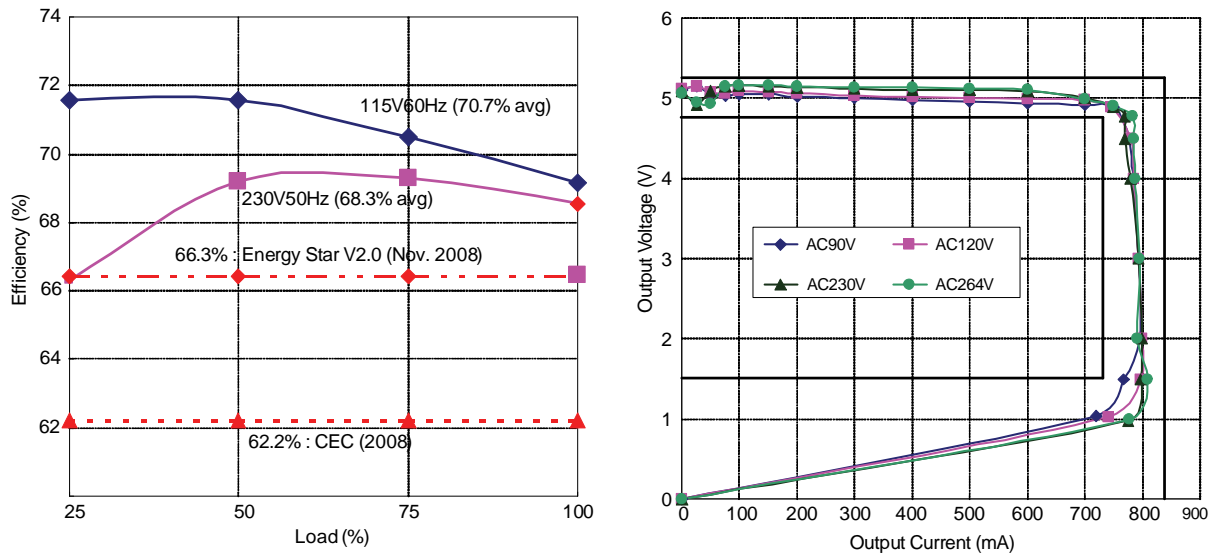 74
72
70
68
66
64
62
Efficiency (%)
115V60Hz (70.7% avg)
230V50Hz (68.3% avg)
66.3% : Energy Star V2.0 (Nov. 2008)
62.2% : CEC (2008)
25
50
75
100
Load (%)
6
5
4
3
2
1
0
Output Voltage (V)
AC90V
AC120V
AC230V
AC264V
0
100
200
300
400
500
600
700
800
900
Output Current (mA)